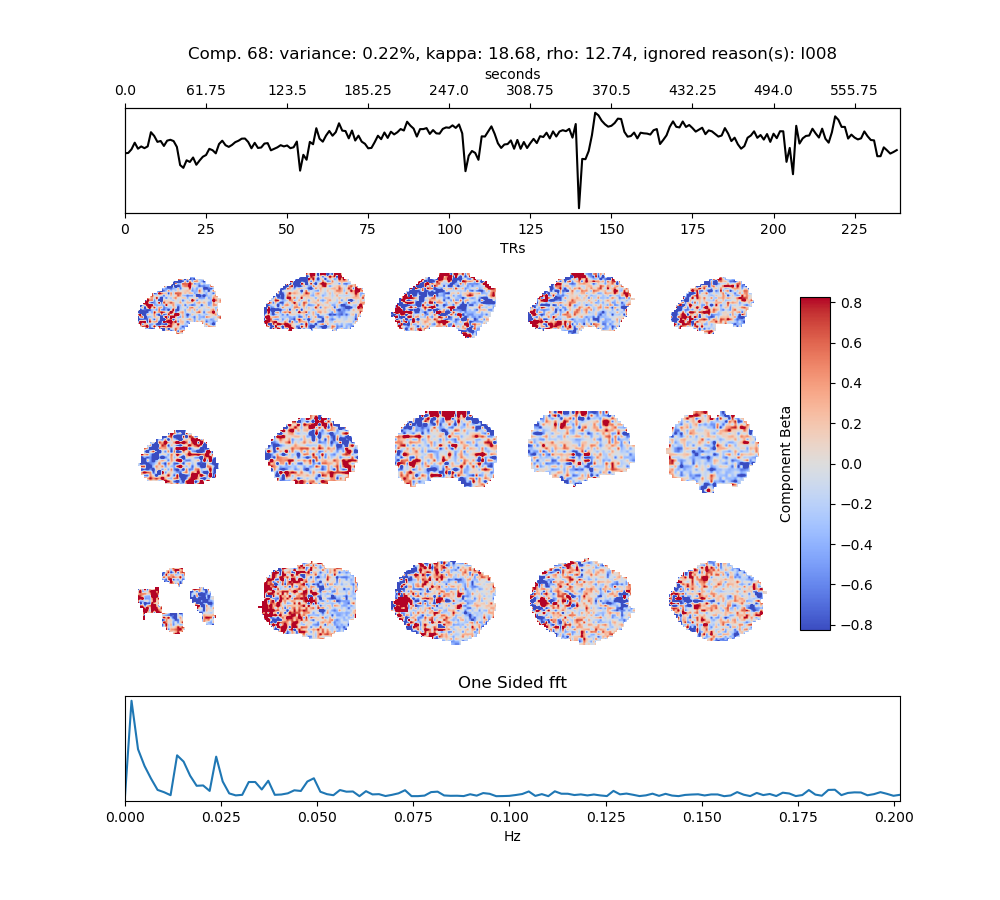 Comp. 68: variance: 0.22%, kappa: 18.68, rho: 12.74, ignored reason(s): I008
seconds
0.0 61.75 123.5 185.25 247.0 308.75 370.5 432.25 494.0 555.75
0 25 50 75 100 125 150 175 200 225
TRs
0.8
0.6
0.4
0.2
0.0
−0.2
−0.4
−0.6
−0.8
Component Beta
One Sided fft
0.000 0.025 0.050 0.075 0.100 0.125 0.150 0.175 0.200
Hz